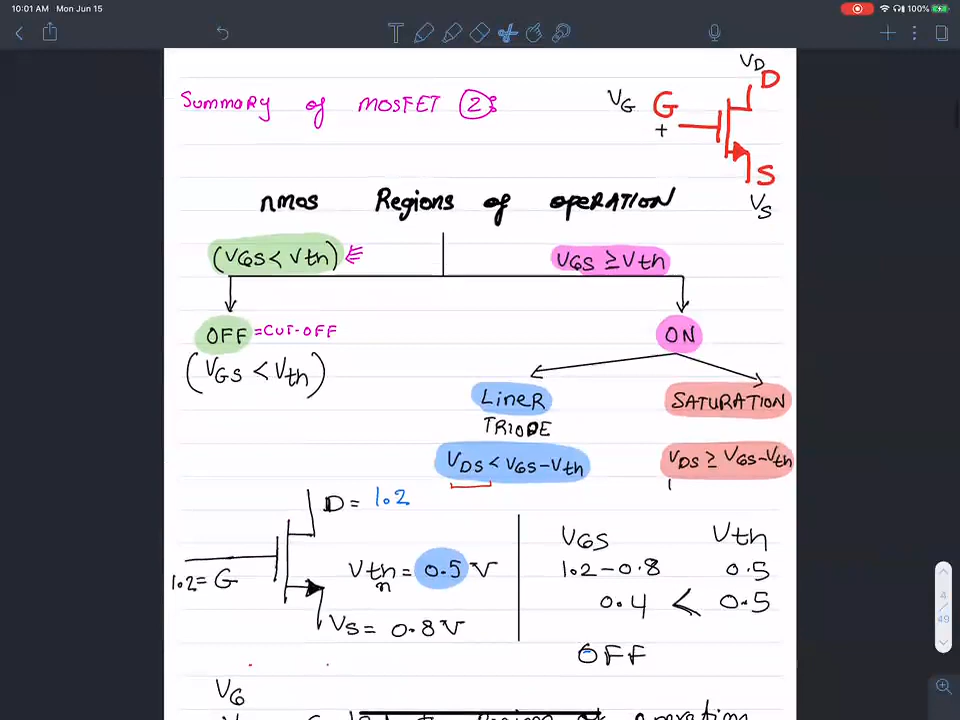 10:01 AM Mon Jun 15
100%
Summary of MOSFET 2:
VD
D
VG G
+
S
VS
nmos Regions of OPERATION
(VGS < Vth)
VGS ≥ Vth
OFF = CUT-OFF
ON
(VGS < Vth)
LineR
SATURATION
TRIODE
VDS < VGS - Vth
VDS ≥ VGS - Vth
D = 1.2
1.2 = G
Vthn = 0.5 V
VS = 0.8V
VGS Vth
1.2 - 0.8 0.5
0.4 < 0.5
OFF
VG
4
49